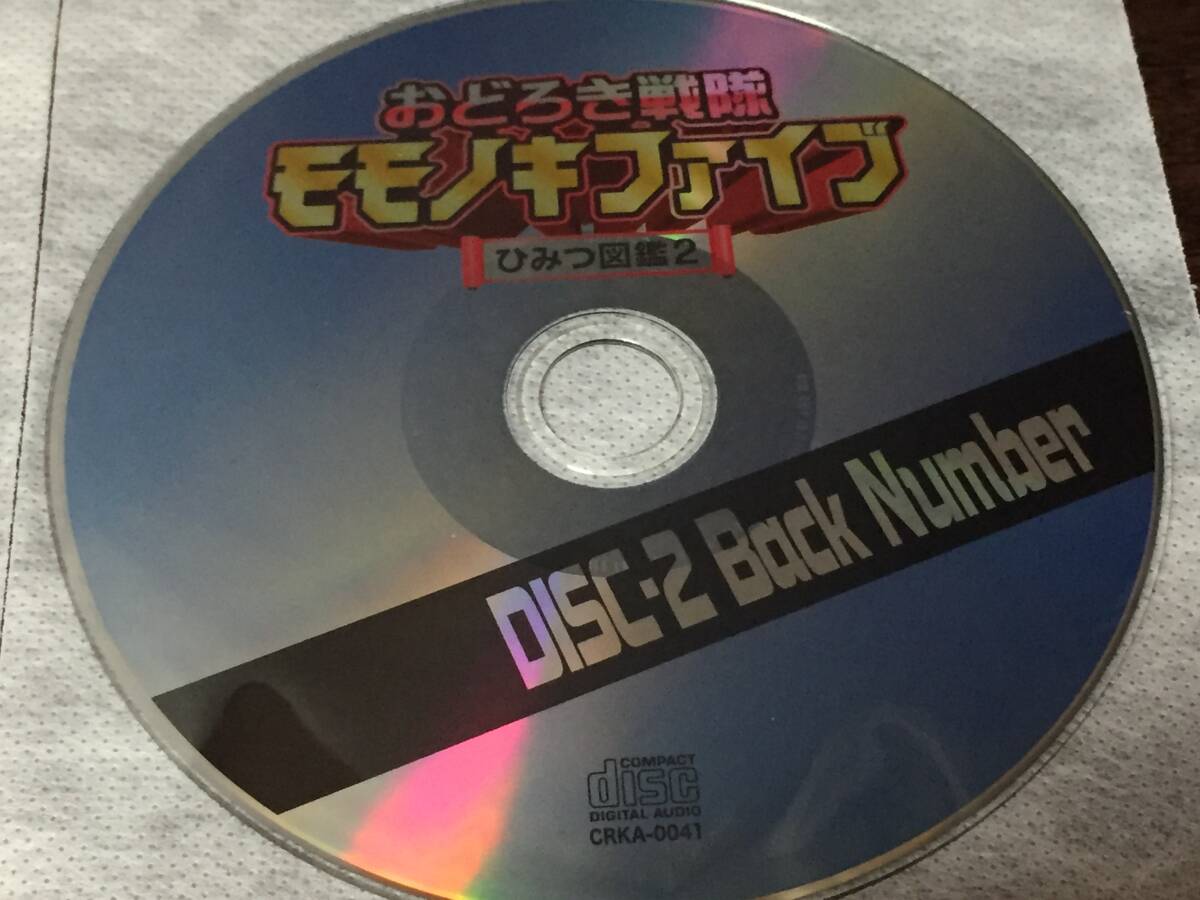 おどろき戦隊
モモノキファイブ
ひみつ図鑑2
DISC-2 Back Number
COMPACT
disc
DIGITAL AUDIO
CRKA-0041